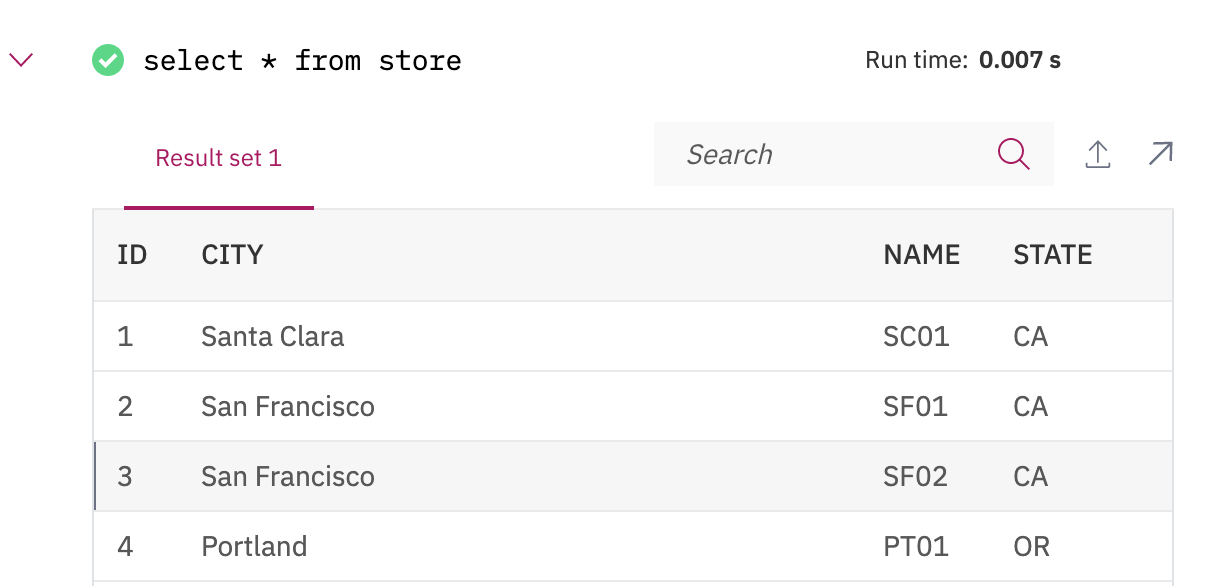 select * from store Run time: 0.007 s
Result set 1 Search
ID CITY NAME STATE
1 Santa Clara SC01 CA
2 San Francisco SF01 CA
3 San Francisco SF02 CA
4 Portland PT01 OR